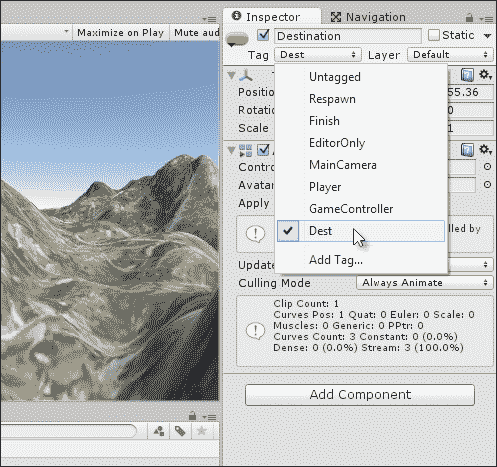 Inspector Navigation
Maximize on Play Mute aud
Destination Static
Tag Dest Layer Default
Untagged
Respawn
Finish
EditorOnly
MainCamera
Player
GameController
Dest
Add Tag...
Positio 55.36
Rotatio 0
Scale 1
Contro
Avatar
Apply
lled by
Update
Culling Mode Always Animate
Clip Count: 1
Curves Pos: 1 Quat: 0 Euler: 0 Scale: 0
Muscles: 0 Generic: 0 PPtr: 0
Curves Count: 3 Constant: 0 (0.0%)
Dense: 0 (0.0%) Stream: 3 (100.0%)
Add Component